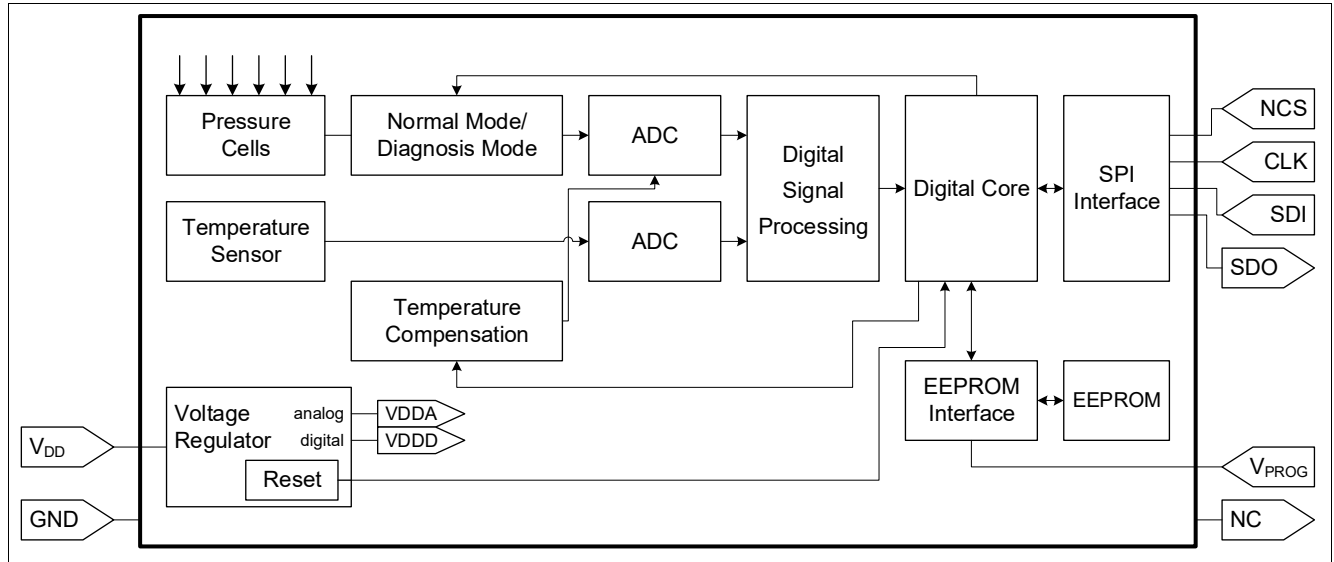 Pressure
Cells
Normal Mode/
Diagnosis Mode
ADC
Digital
Signal
Processing
Digital Core
SPI
Interface
NCS
CLK
SDI
SDO
Temperature
Sensor
ADC
Temperature
Compensation
Voltage
Regulator
analog
digital
VDDA
VDDD
Reset
EEPROM
Interface
EEPROM
VDD
GND
VPROG
NC